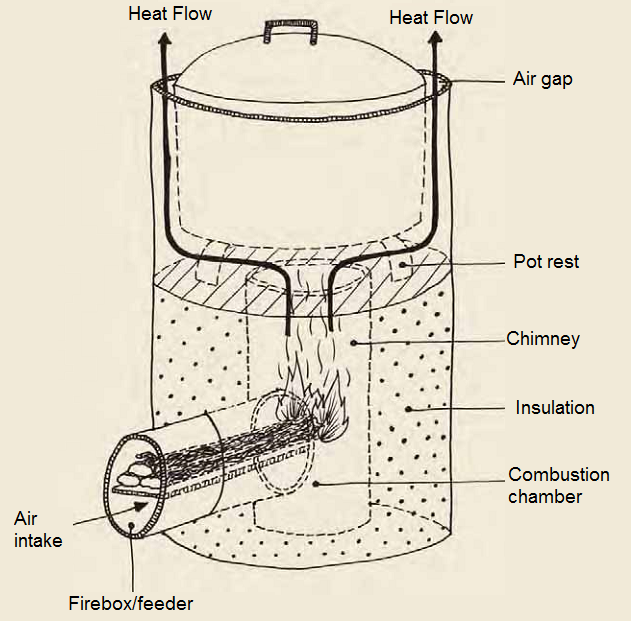 Heat Flow
Heat Flow
Air gap
Pot rest
Chimney
Insulation
Combustion
chamber
Air
intake
Firebox/feeder